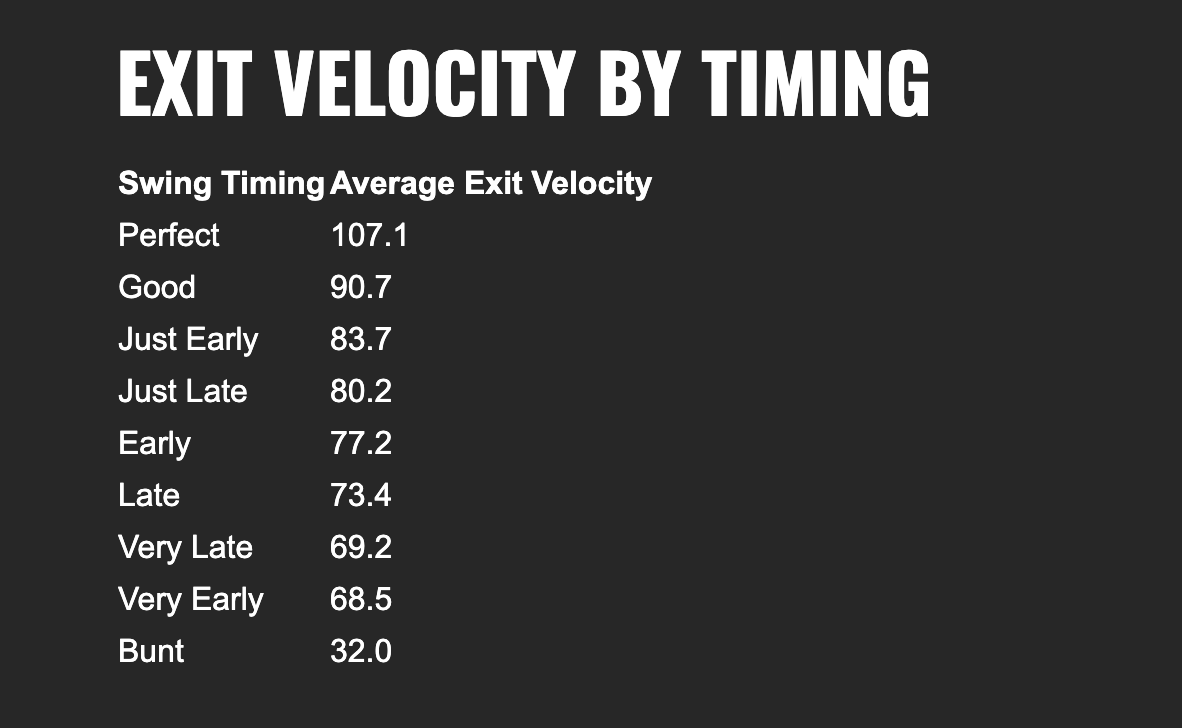 EXIT VELOCITY BY TIMING
Swing Timing Average Exit Velocity
Perfect 107.1
Good 90.7
Just Early 83.7
Just Late 80.2
Early 77.2
Late 73.4
Very Late 69.2
Very Early 68.5
Bunt 32.0